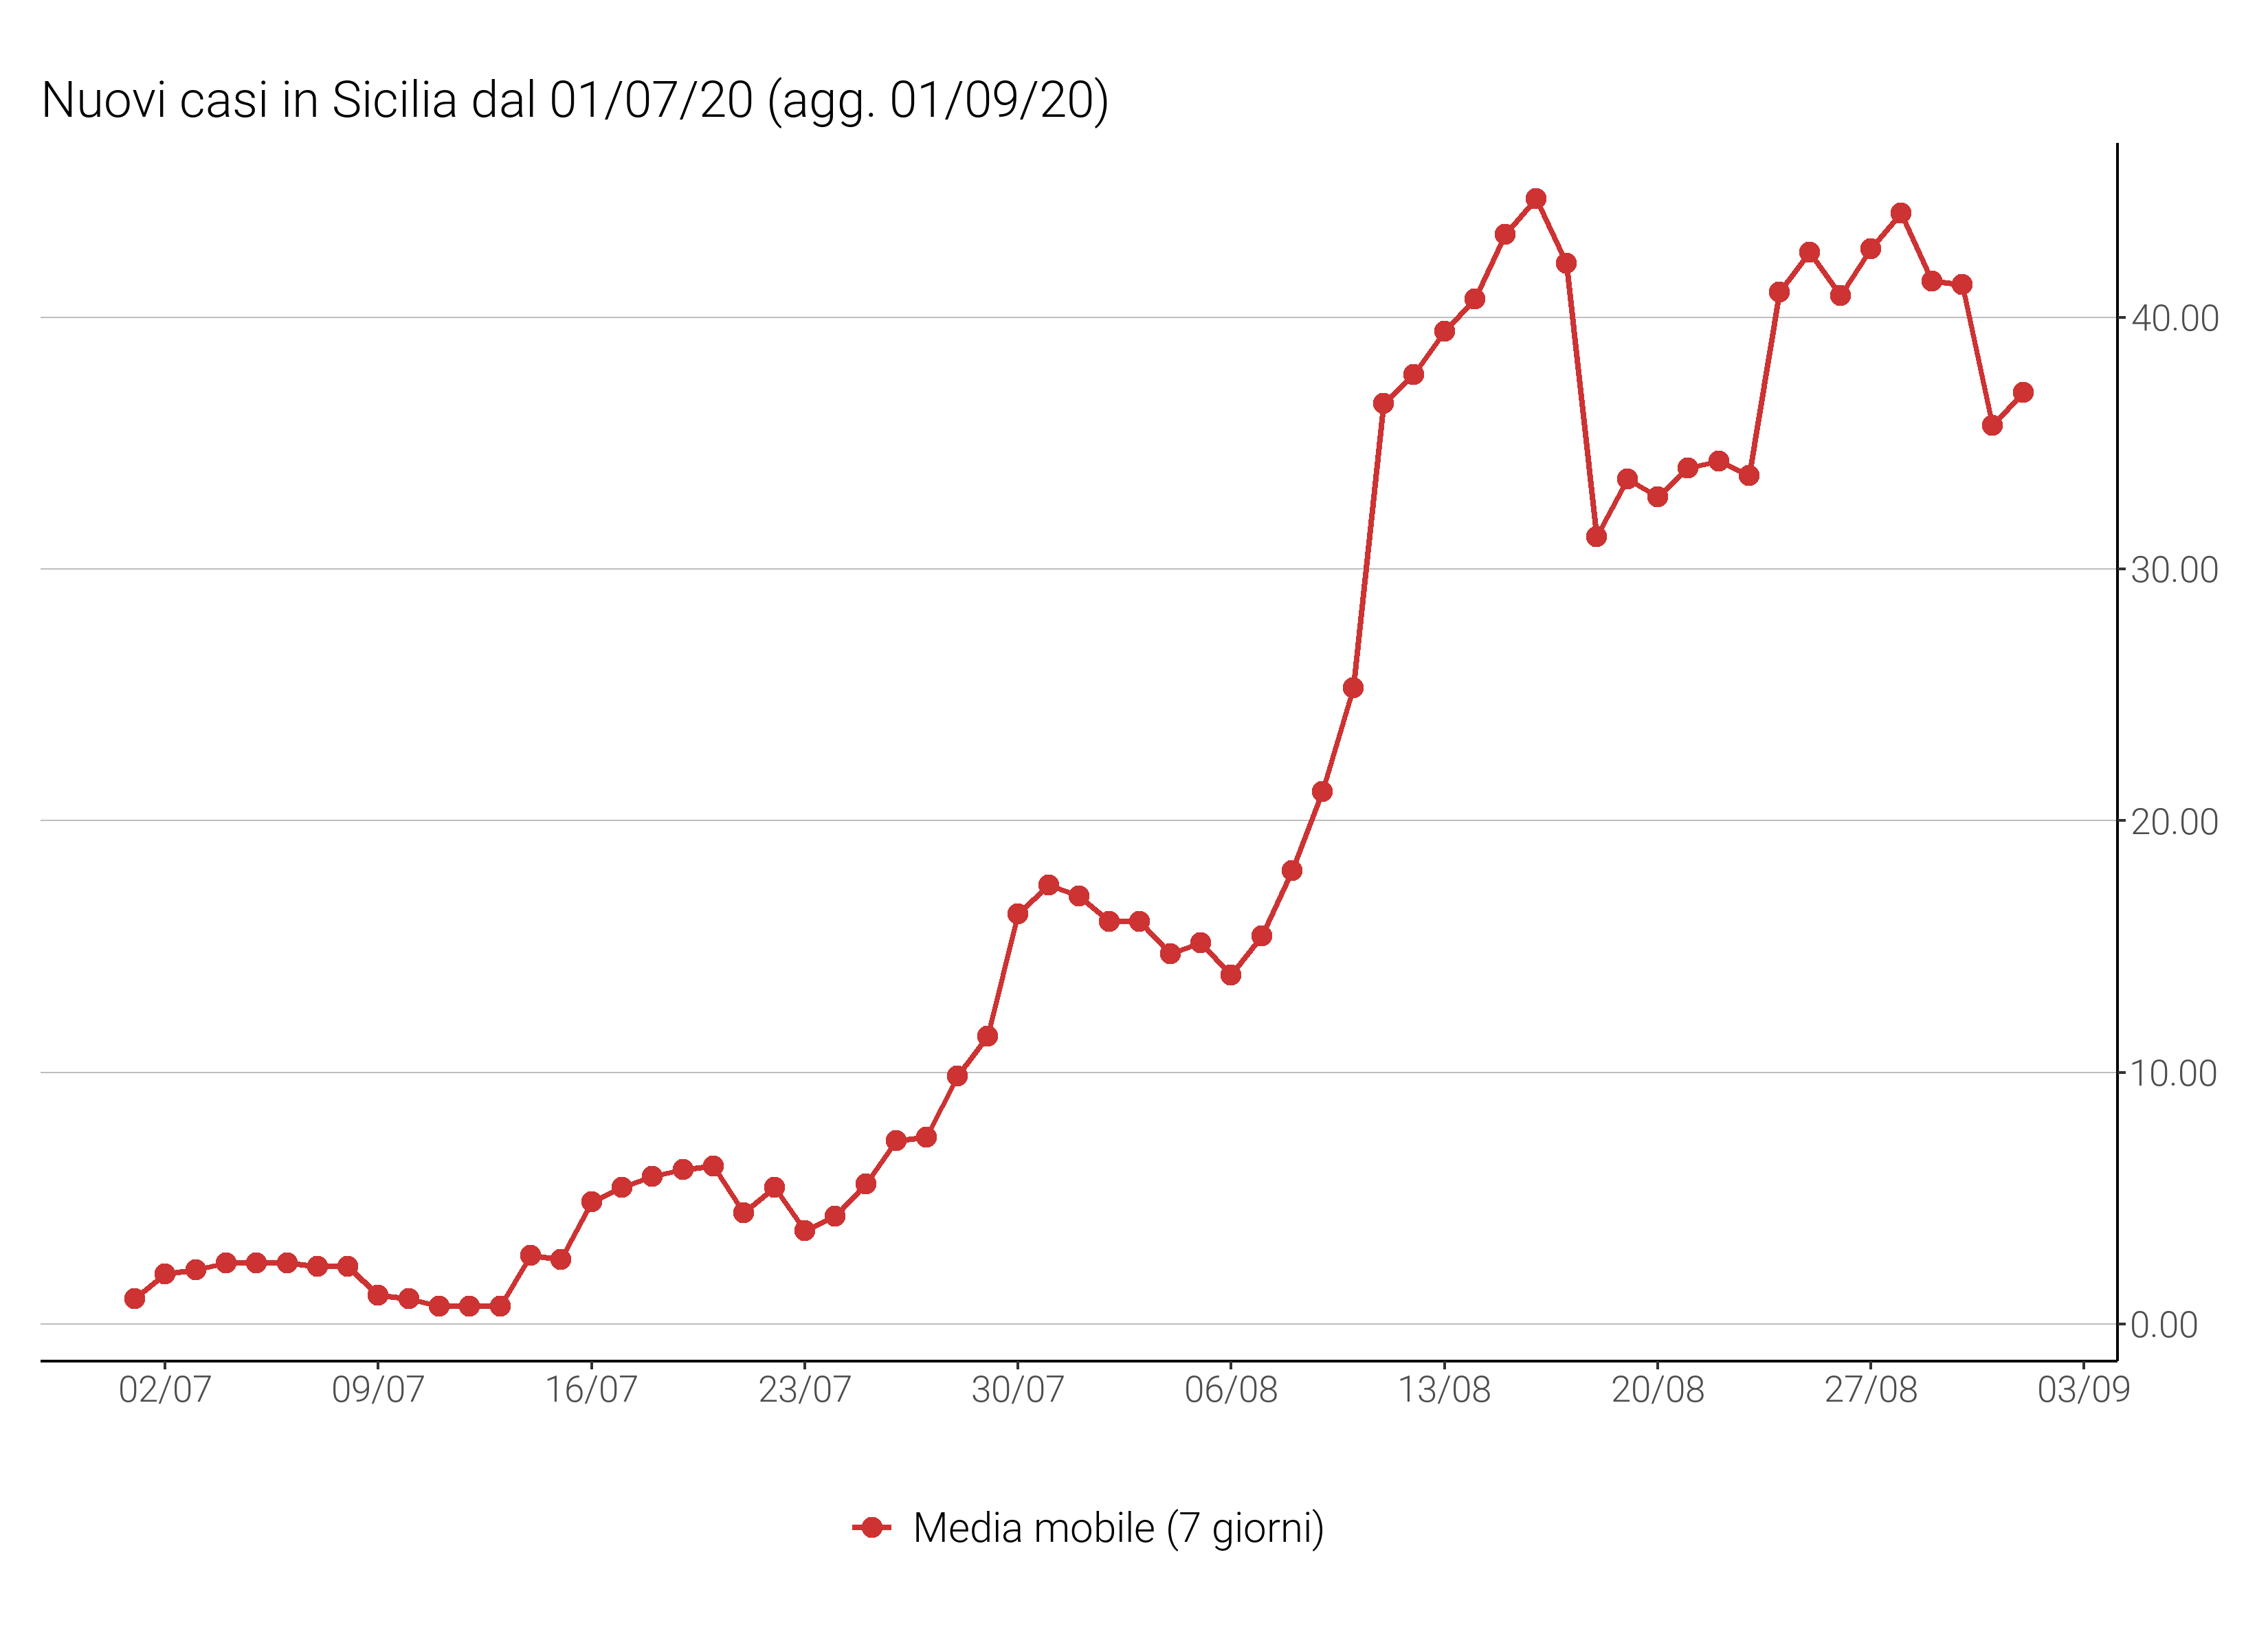 Nuovi casi in Sicilia dal 01/07/20 (agg. 01/09/20)
40.00
30.00
20.00
10.00
0.00
02/07 09/07 16/07 23/07 30/07 06/08 13/08 20/08 27/08 03/09
Media mobile (7 giorni)